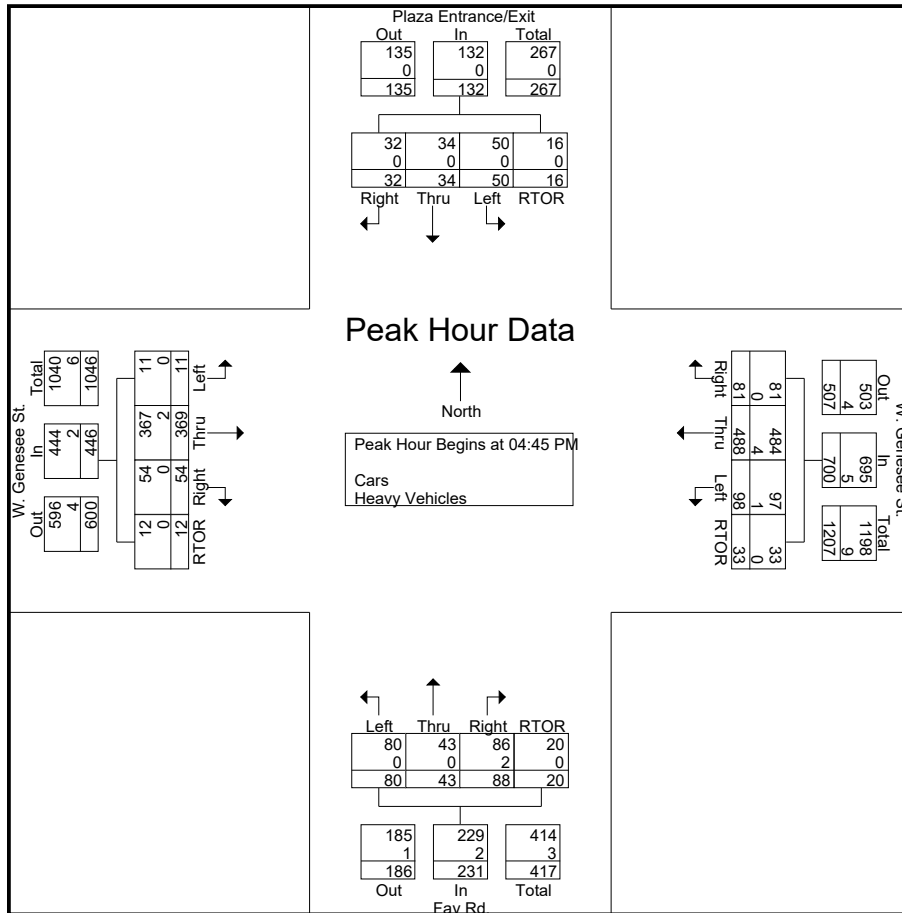 Plaza Entrance/Exit
Out In Total
135 132 267
0 0 0
135 132 267
32 34 50 16
0 0 0 0
32 34 50 16
Right Thru Left RTOR
Peak Hour Data
North
Peak Hour Begins at 04:45 PM
Cars
Heavy Vehicles
W. Genesee St.
Total In Out
1040 444 596
6 2 4
1046 446 600
11 367 54 12
0 2 0 0
11 369 54 12
Left Thru Right RTOR
W. Genesee St.
Out In Total
503 695 1198
4 5 9
507 700 1207
81 484 97 33
0 4 1 0
81 488 98 33
Right Thru Left RTOR
Left Thru Right RTOR
80 43 86 20
0 0 2 0
80 43 88 20
185 229 414
1 2 3
186 231 417
Out In Total
Fay Rd.